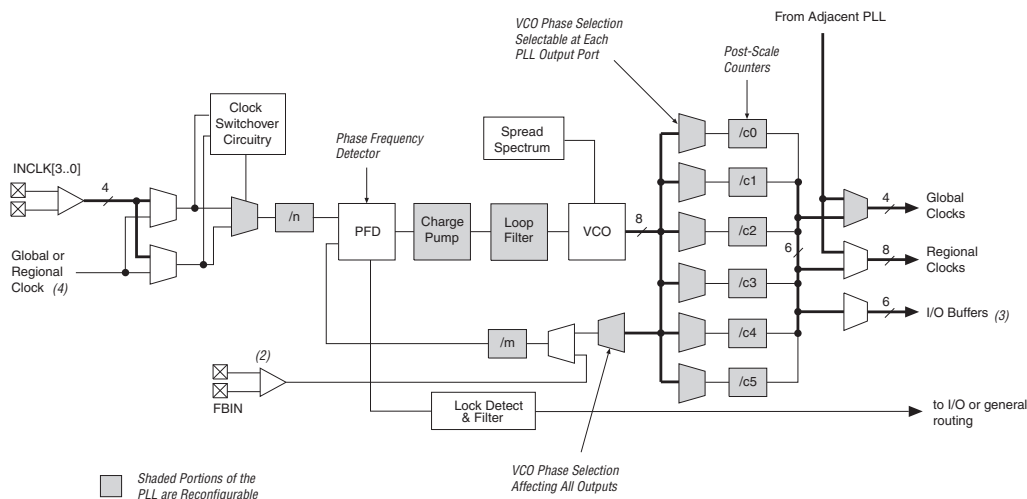 From Adjacent PLL
VCO Phase Selection
Selectable at Each
PLL Output Port
Post-Scale
Counters
Clock
Switchover
Circuitry
Phase Frequency
Detector
Spread
Spectrum
INCLK[3..0]
4
/n
PFD
Charge
Pump
Loop
Filter
VCO
8
/c0
/c1
/c2
/c3
/c4
/c5
6
4
Global
Clocks
8
Regional
Clocks
6
I/O Buffers (3)
Global or
Regional
Clock (4)
/m
(2)
FBIN
Lock Detect
& Filter
to I/O or general
routing
VCO Phase Selection
Affecting All Outputs
Shaded Portions of the
PLL are Reconfigurable